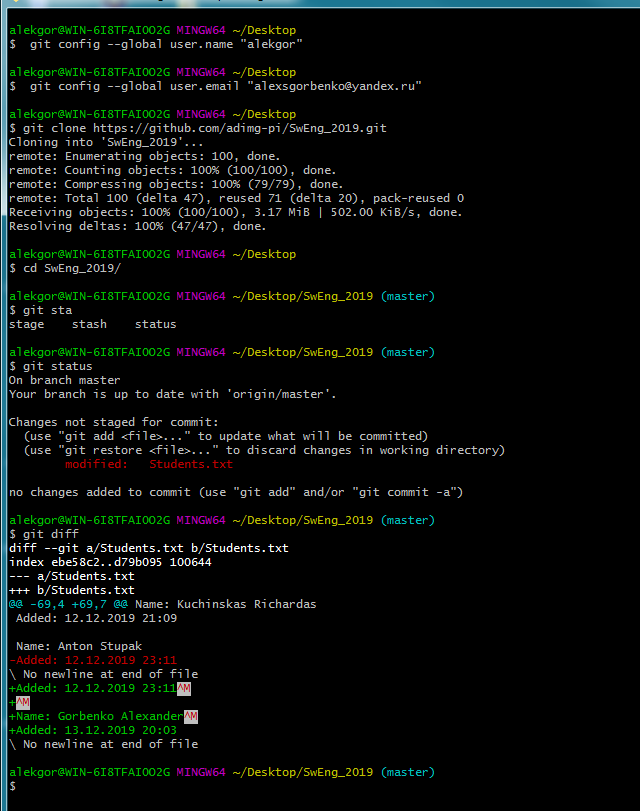 alekgor@WIN-6I8TFAIOO2G MINGW64 ~/Desktop
$  git config --global user.name "alekgor"
alekgor@WIN-6I8TFAIOO2G MINGW64 ~/Desktop
$  git config --global user.email "alexsgorbenko@yandex.ru"
alekgor@WIN-6I8TFAIOO2G MINGW64 ~/Desktop
$ git clone https://github.com/adimg-pi/SwEng_2019.git
Cloning into 'SwEng_2019'...
remote: Enumerating objects: 100, done.
remote: Counting objects: 100% (100/100), done.
remote: Compressing objects: 100% (79/79), done.
remote: Total 100 (delta 47), reused 71 (delta 20), pack-reused 0
Receiving objects: 100% (100/100), 3.17 MiB | 502.00 KiB/s, done.
Resolving deltas: 100% (47/47), done.
alekgor@WIN-6I8TFAIOO2G MINGW64 ~/Desktop
$ cd SwEng_2019/
alekgor@WIN-6I8TFAIOO2G MINGW64 ~/Desktop/SwEng_2019 (master)
$ git sta
stage    stash    status
alekgor@WIN-6I8TFAIOO2G MINGW64 ~/Desktop/SwEng_2019 (master)
$ git status
On branch master
Your branch is up to date with 'origin/master'.
Changes not staged for commit:
  (use "git add <file>..." to update what will be committed)
  (use "git restore <file>..." to discard changes in working directory)
        modified:   Students.txt
no changes added to commit (use "git add" and/or "git commit -a")
alekgor@WIN-6I8TFAIOO2G MINGW64 ~/Desktop/SwEng_2019 (master)
$ git diff
diff --git a/Students.txt b/Students.txt
index ebe58c2..d79b095 100644
--- a/Students.txt
+++ b/Students.txt
@@ -69,4 +69,7 @@ Name: Kuchinskas Richardas
 Added: 12.12.2019 21:09
 Name: Anton Stupak
-Added: 12.12.2019 23:11
\ No newline at end of file
+Added: 12.12.2019 23:11^M
+^M
+Name: Gorbenko Alexander^M
+Added: 13.12.2019 20:03
\ No newline at end of file
alekgor@WIN-6I8TFAIOO2G MINGW64 ~/Desktop/SwEng_2019 (master)
$